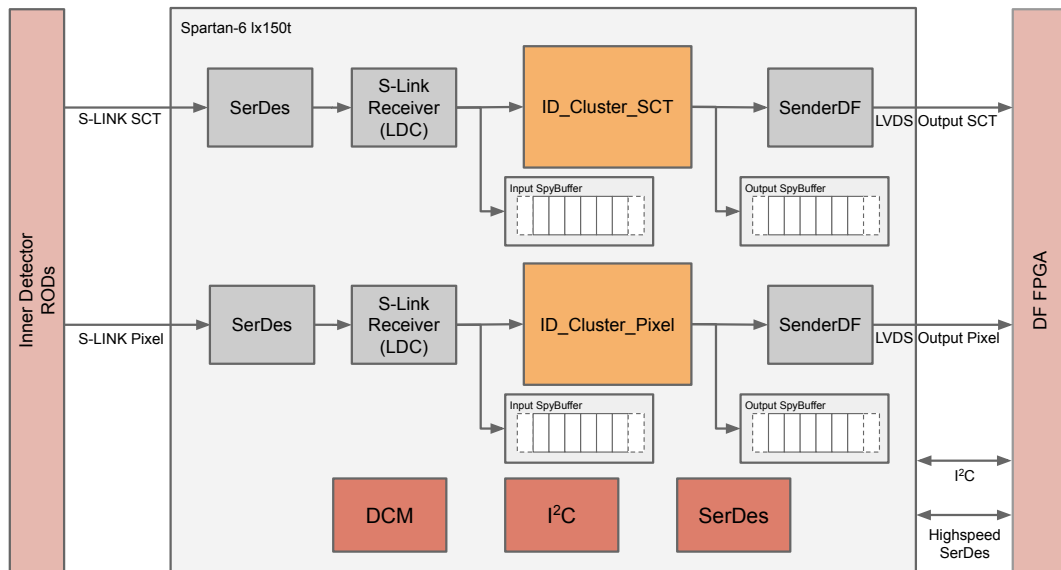 Spartan-6 lx150t
Inner Detector
RODs
S-LINK SCT
SerDes
S-Link
Receiver
(LDC)
ID_Cluster_SCT
SenderDF
LVDS Output SCT
Input SpyBuffer
Output SpyBuffer
S-LINK Pixel
SerDes
S-Link
Receiver
(LDC)
ID_Cluster_Pixel
SenderDF
LVDS Output Pixel
Input SpyBuffer
Output SpyBuffer
DCM
I²C
SerDes
I²C
Highspeed
SerDes
DF FPGA